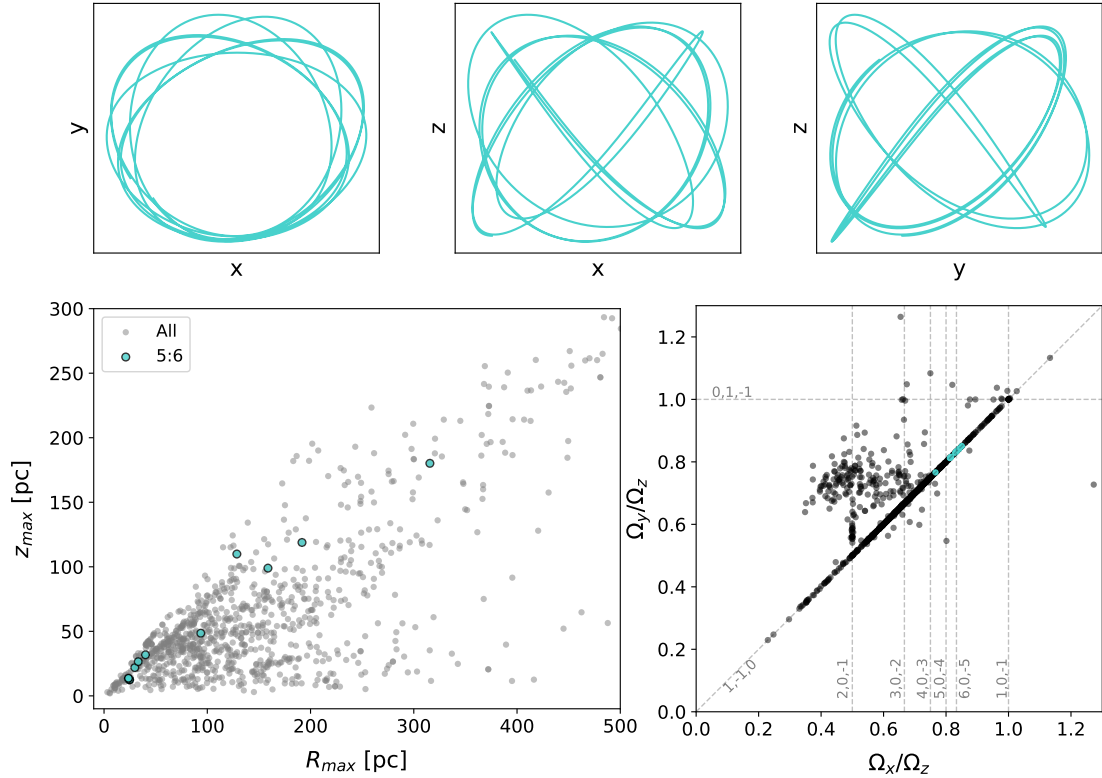 y
x
z
x
z
y
All
5:6
300
250
200
150
100
50
0
z_max [pc]
0 100 200 300 400 500
R_max [pc]
1.2
1.0
0.8
0.6
0.4
0.2
0.0
Ω_y/Ω_z
0,1,-1
1,-1,0
2,0,-1
3,0,-2
4,0,-3
5,0,-4
6,0,-5
1,0,-1
0.0 0.2 0.4 0.6 0.8 1.0 1.2
Ω_x/Ω_z